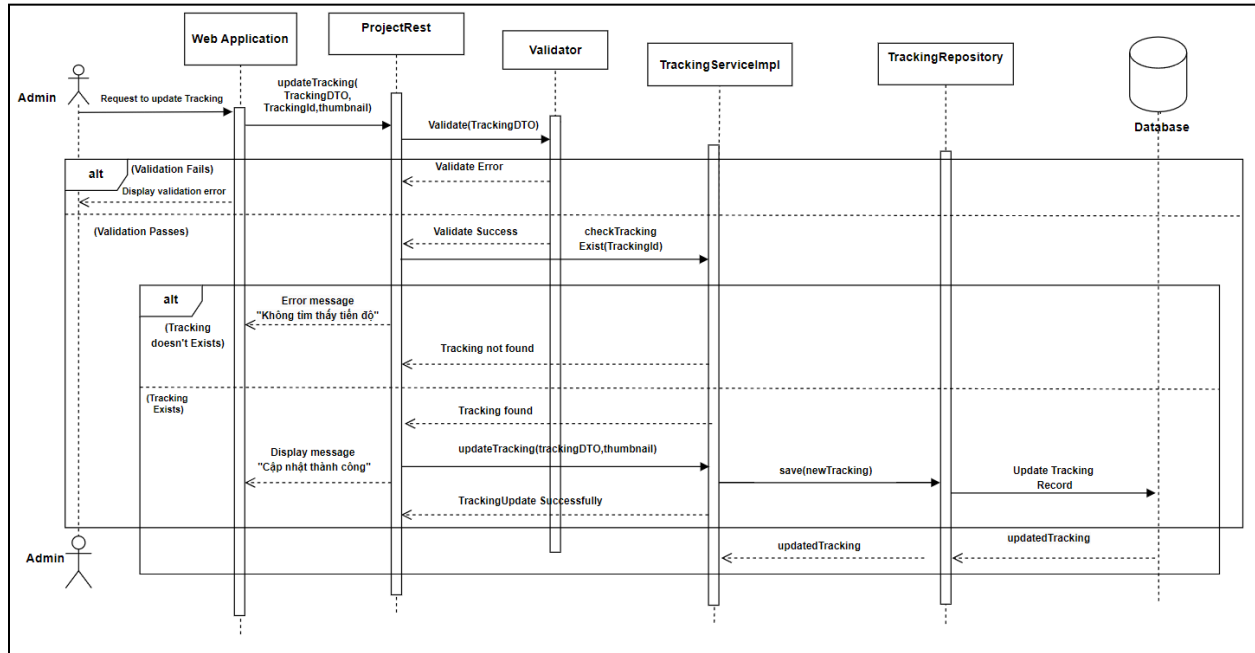 Web Application
ProjectRest
Validator
TrackingServiceImpl
TrackingRepository
Database
Admin
Request to update Tracking
updateTracking(
TrackingDTO,
TrackingId,thumbnail)
Validate(TrackingDTO)
alt
(Validation Fails)
Validate Error
Display validation error
(Validation Passes)
Validate Success
checkTracking
Exist(TrackingId)
alt
Error message
"Không tìm thấy tiến độ"
(Tracking
doesn't Exists)
Tracking not found
(Tracking
Exists)
Tracking found
updateTracking(trackingDTO,thumbnail)
Display message
"Cập nhật thành công"
save(newTracking)
Update Tracking
Record
TrackingUpdate Successfully
updatedTracking
updatedTracking
Admin